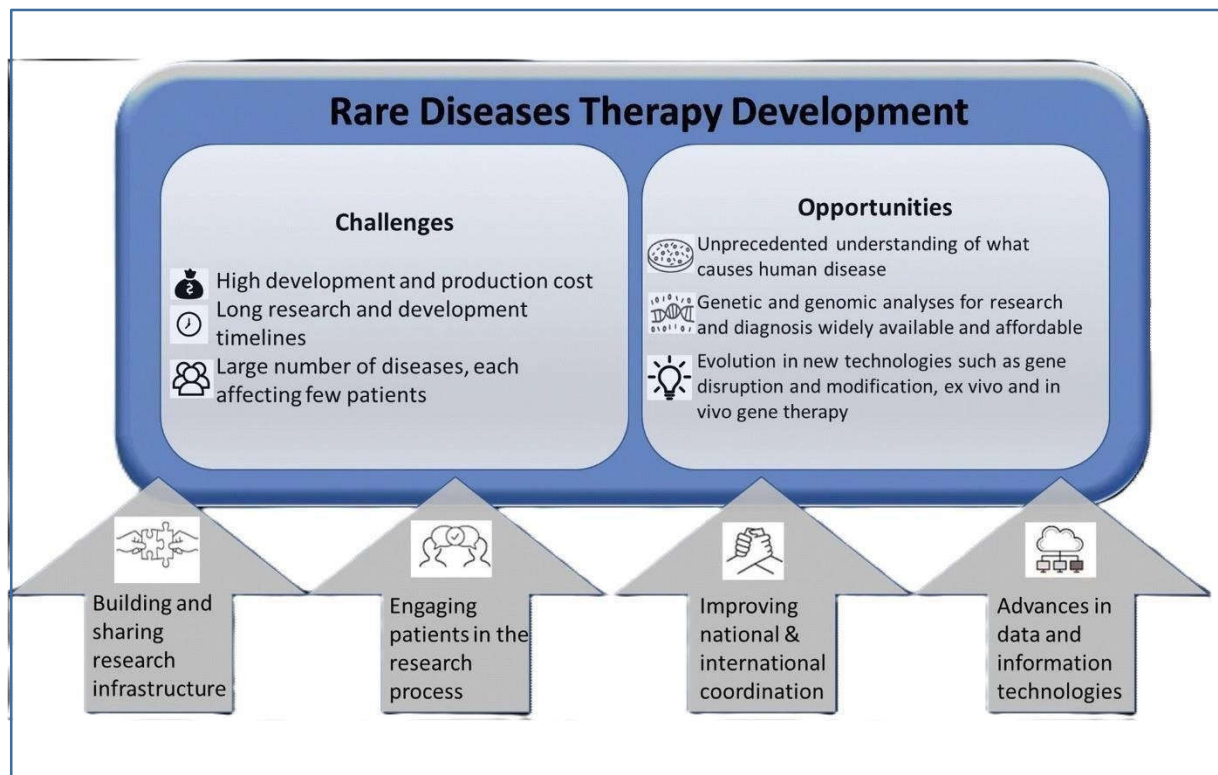 Rare Diseases Therapy Development
Challenges
High development and production cost
Long research and development
timelines
Large number of diseases, each
affecting few patients
Opportunities
Unprecedented understanding of what
causes human disease
Genetic and genomic analyses for research
and diagnosis widely available and affordable
Evolution in new technologies such as gene
disruption and modification, ex vivo and in
vivo gene therapy
Building and
sharing
research
infrastructure
Engaging
patients in the
research
process
Improving
national &
international
coordination
Advances in
data and
information
technologies